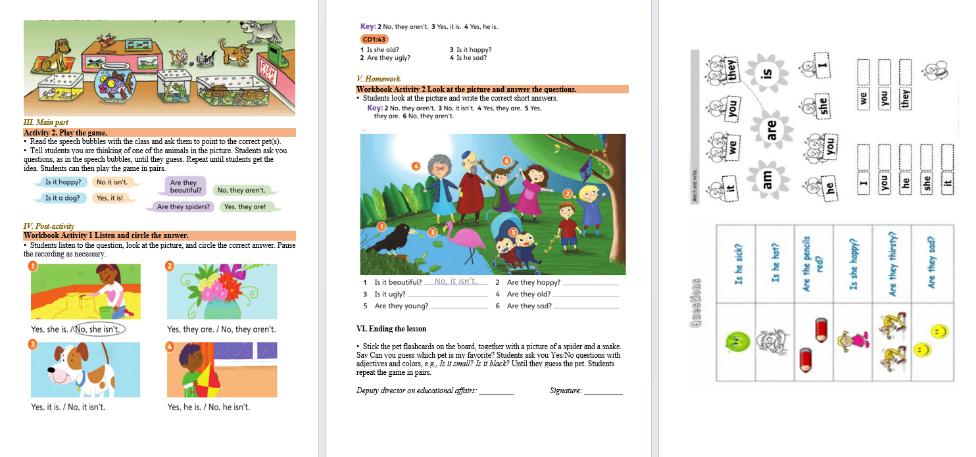 FISH
III. Main part
Activity 2. Play the game.
• Read the speech bubbles with the class and ask them to point to the correct pet(s).
• Tell students you are thinking of one of the animals in the picture. Students ask you
questions, as in the speech bubbles, until they guess. Repeat until students get the
idea. Students can then play the game in pairs.
Is it happy?
No it isn't.
Are they
beautiful?
No, they aren't.
Is it a dog?
Yes, it is!
Are they spiders?
Yes, they are!
IV. Post-activity
Workbook Activity 1 Listen and circle the answer.
• Students listen to the question, look at the picture, and circle the correct answer. Pause
the recording as necessary.
1
2
Yes, she is. / No, she isn't.
Yes, they are. / No, they aren't.
3
4
Yes, it is. / No, it isn't.
Yes, he is. / No, he isn't.
Key: 2 No, they aren't. 3 Yes, it is. 4 Yes, he is.
CD1:43
1 Is she old?
3 Is it happy?
2 Are they ugly?
4 Is he sad?
V. Homework
Workbook Activity 2 Look at the picture and answer the questions.
• Students look at the picture and write the correct short answers.
Key: 2 No, they aren't. 3 No, it isn't. 4 Yes, they are. 5 Yes,
they are. 6 No, they aren't.
4
6
2
1
3
5
1 Is it beautiful? No, it isn't.
2 Are they happy?
3 Is it ugly?
4 Are they old?
5 Are they young?
6 Are they sad?
VI. Ending the lesson
• Stick the pet flashcards on the board, together with a picture of a spider and a snake.
Say Can you guess which pet is my favorite? Students ask you Yes/No questions with
adjectives and colors, e.g., Is it small? Is it black? Until they guess the pet. Students
repeat the game in pairs.
Deputy director on educational affairs: ________ Signature: ________
it
we
you
they
am
are
is
he
you
she
I
I
you
he
she
it
we
you
they
Questions
Is he sick?
Is he hot?
Are the pencils
red?
Is she happy?
Are they thirsty?
Are they sad?